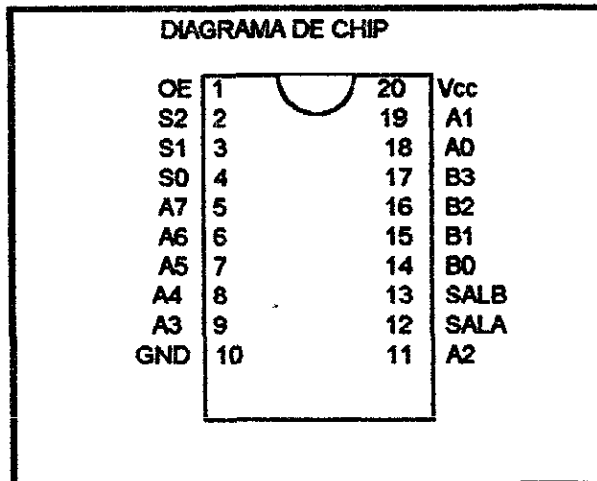 DIAGRAMA DE CHIP
OE 1 20 Vcc
S2 2 19 A1
S1 3 18 A0
S0 4 17 B3
A7 5 16 B2
A6 6 15 B1
A5 7 14 B0
A4 8 13 SALB
A3 9 12 SALA
GND 10 11 A2